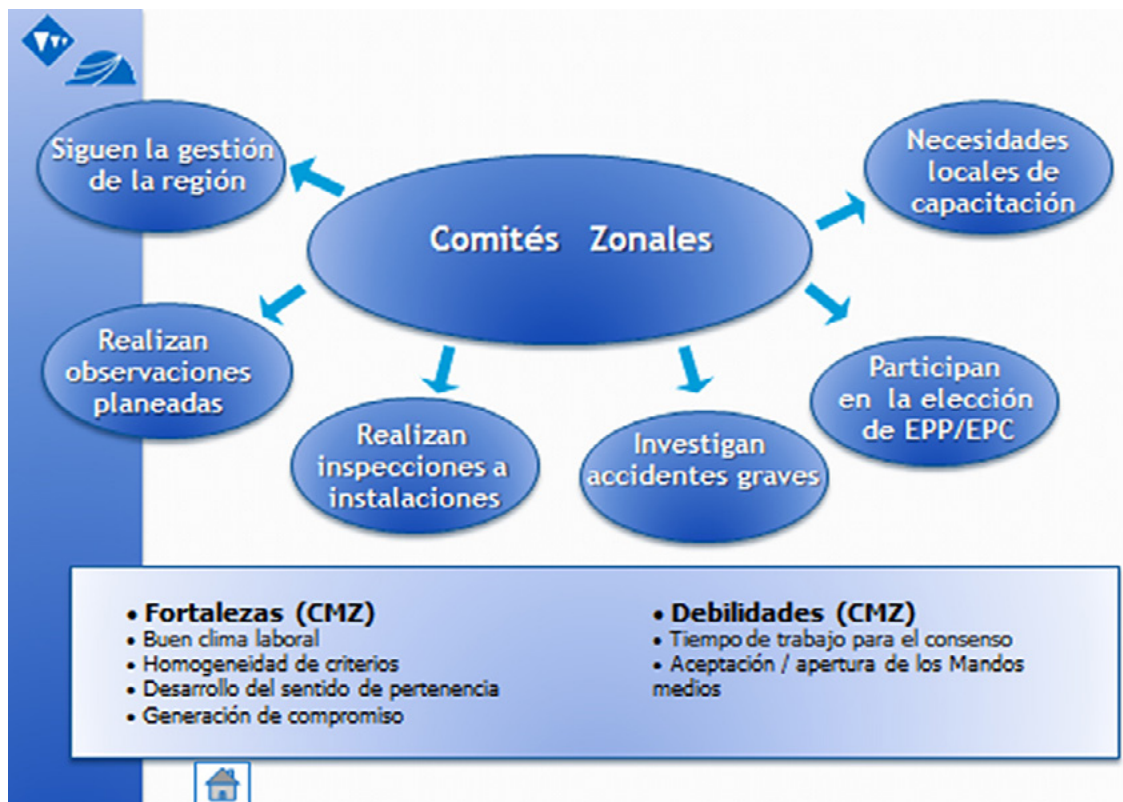 Comités Zonales
Siguen la gestión
de la región
Realizan
observaciones
planeadas
Realizan
inspecciones a
instalaciones
Investigan
accidentes graves
Participan
en la elección
de EPP/EPC
Necesidades
locales de
capacitación
• Fortalezas (CMZ)
• Buen clima laboral
• Homogeneidad de criterios
• Desarrollo del sentido de pertenencia
• Generación de compromiso
• Debilidades (CMZ)
• Tiempo de trabajo para el consenso
• Aceptación / apertura de los Mandos
medios